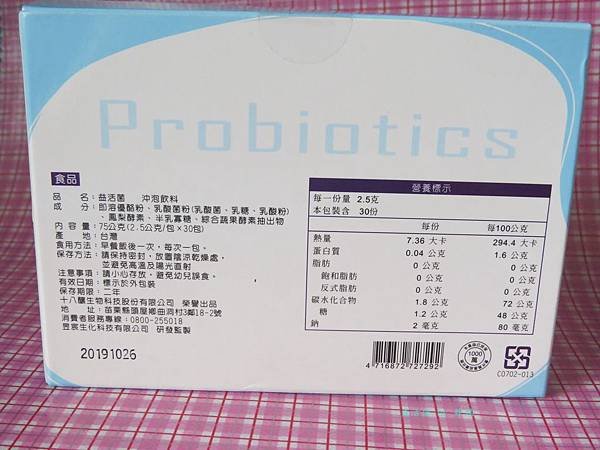 Probiotics
食品
品　　名：益活菌　沖泡飲料
成　　分：即溶優酪粉、乳酸菌粉(乳酸菌、乳糖、乳酸粉)
、鳳梨酵素、半乳寡糖、綜合蔬果酵素抽出物
內 容 量：75公克(2.5公克/包×30包)
產　　地：台灣
食用方法：早餐飯後一次，每次一包。
保存方法：請保持密封，放置陰涼乾燥處，
並避免高溫及陽光直射
注意事項：請小心存放，避免幼兒誤食。
有效日期：標示於外包裝
保存期限：二年
十八釀生物科技股份有限公司　榮譽出品
地　　址：苗栗縣頭屋鄉曲洞村3鄰18-2號
消費者服務專線：0800-255018
昱宸生化科技有限公司　研發監製
20191026
營養標示
每一份量 2.5克
本包裝含 30份
每份 每100公克
熱量 7.36 大卡 294.4 大卡
蛋白質 0.04 公克 1.6 公克
脂肪 0 公克 0 公克
飽和脂肪 0 公克 0 公克
反式脂肪 0 公克 0 公克
碳水化合物 1.8 公克 72 公克
糖 1.2 公克 48 公克
鈉 2 毫克 80 毫克
4 716872 727292
1000
萬
C0702-013